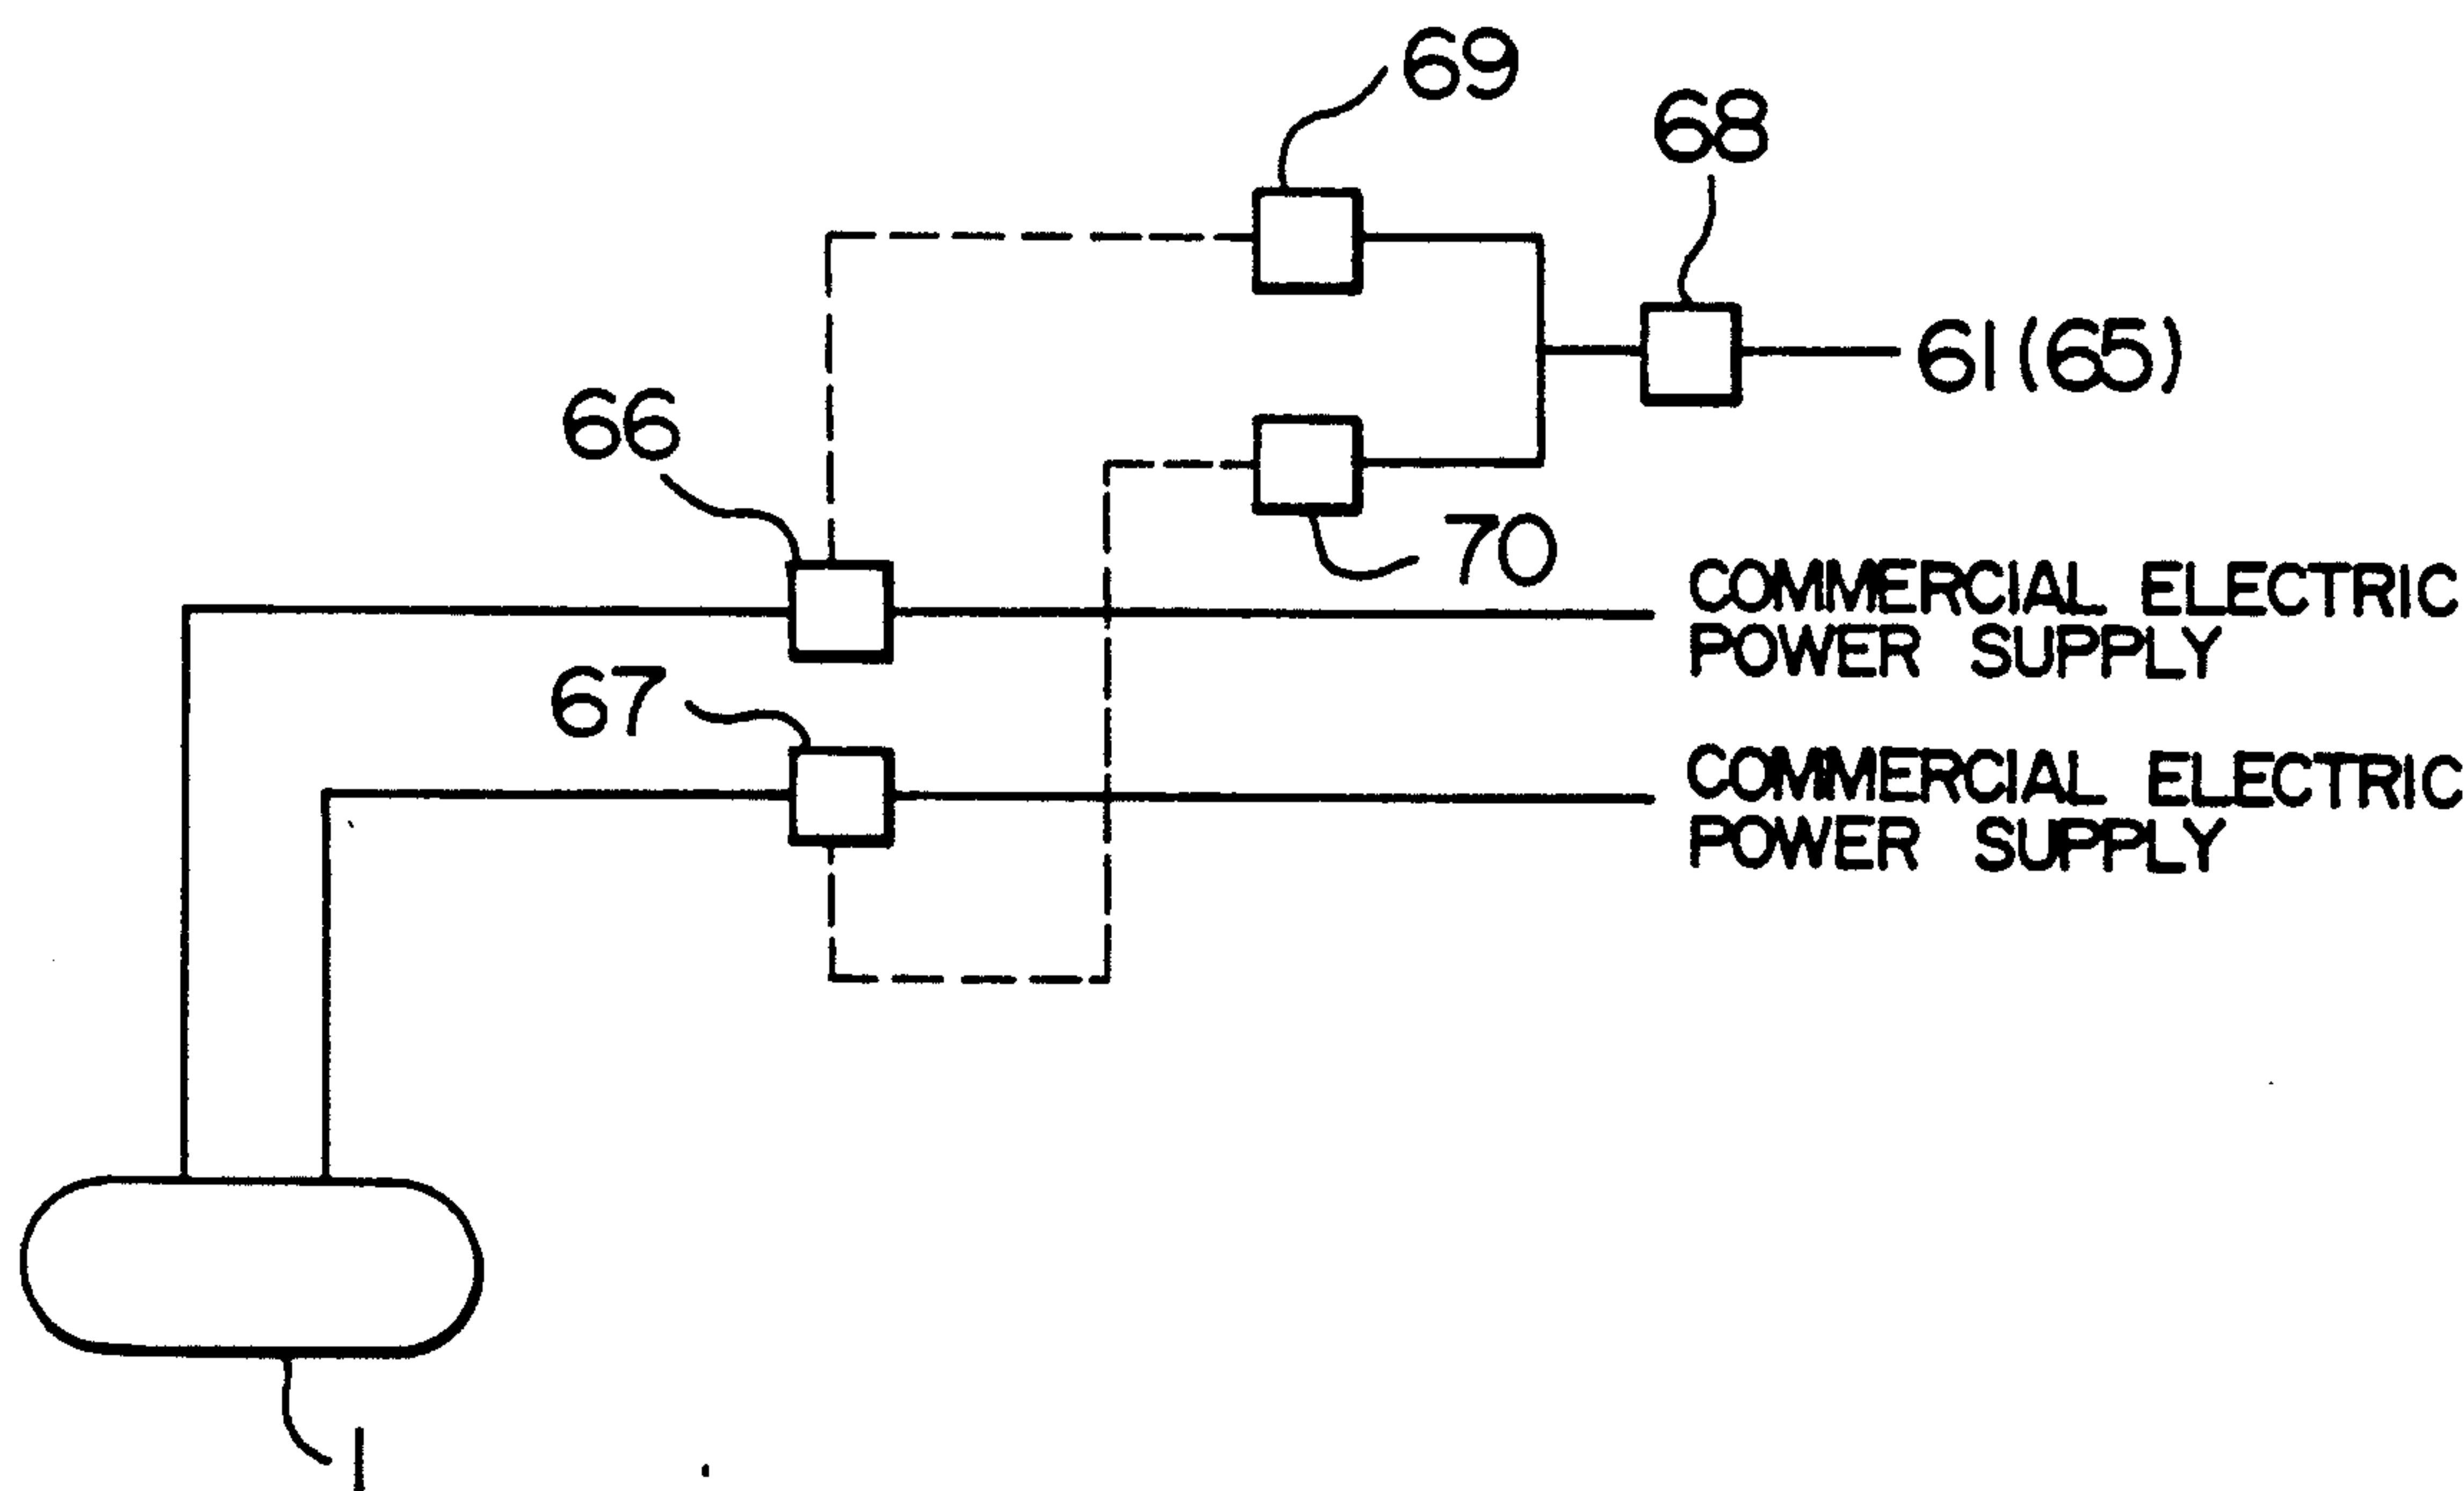 69
68
61(65)
66
70
COMMERCIAL ELECTRIC
POWER SUPPLY
67
COMMERCIAL ELECTRIC
POWER SUPPLY
1